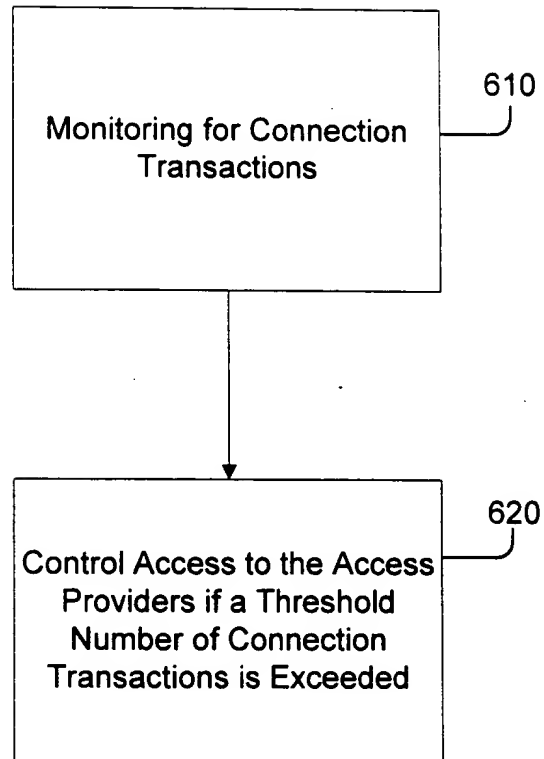 610
Monitoring for Connection
Transactions
620
Control Access to the Access
Providers if a Threshold
Number of Connection
Transactions is Exceeded